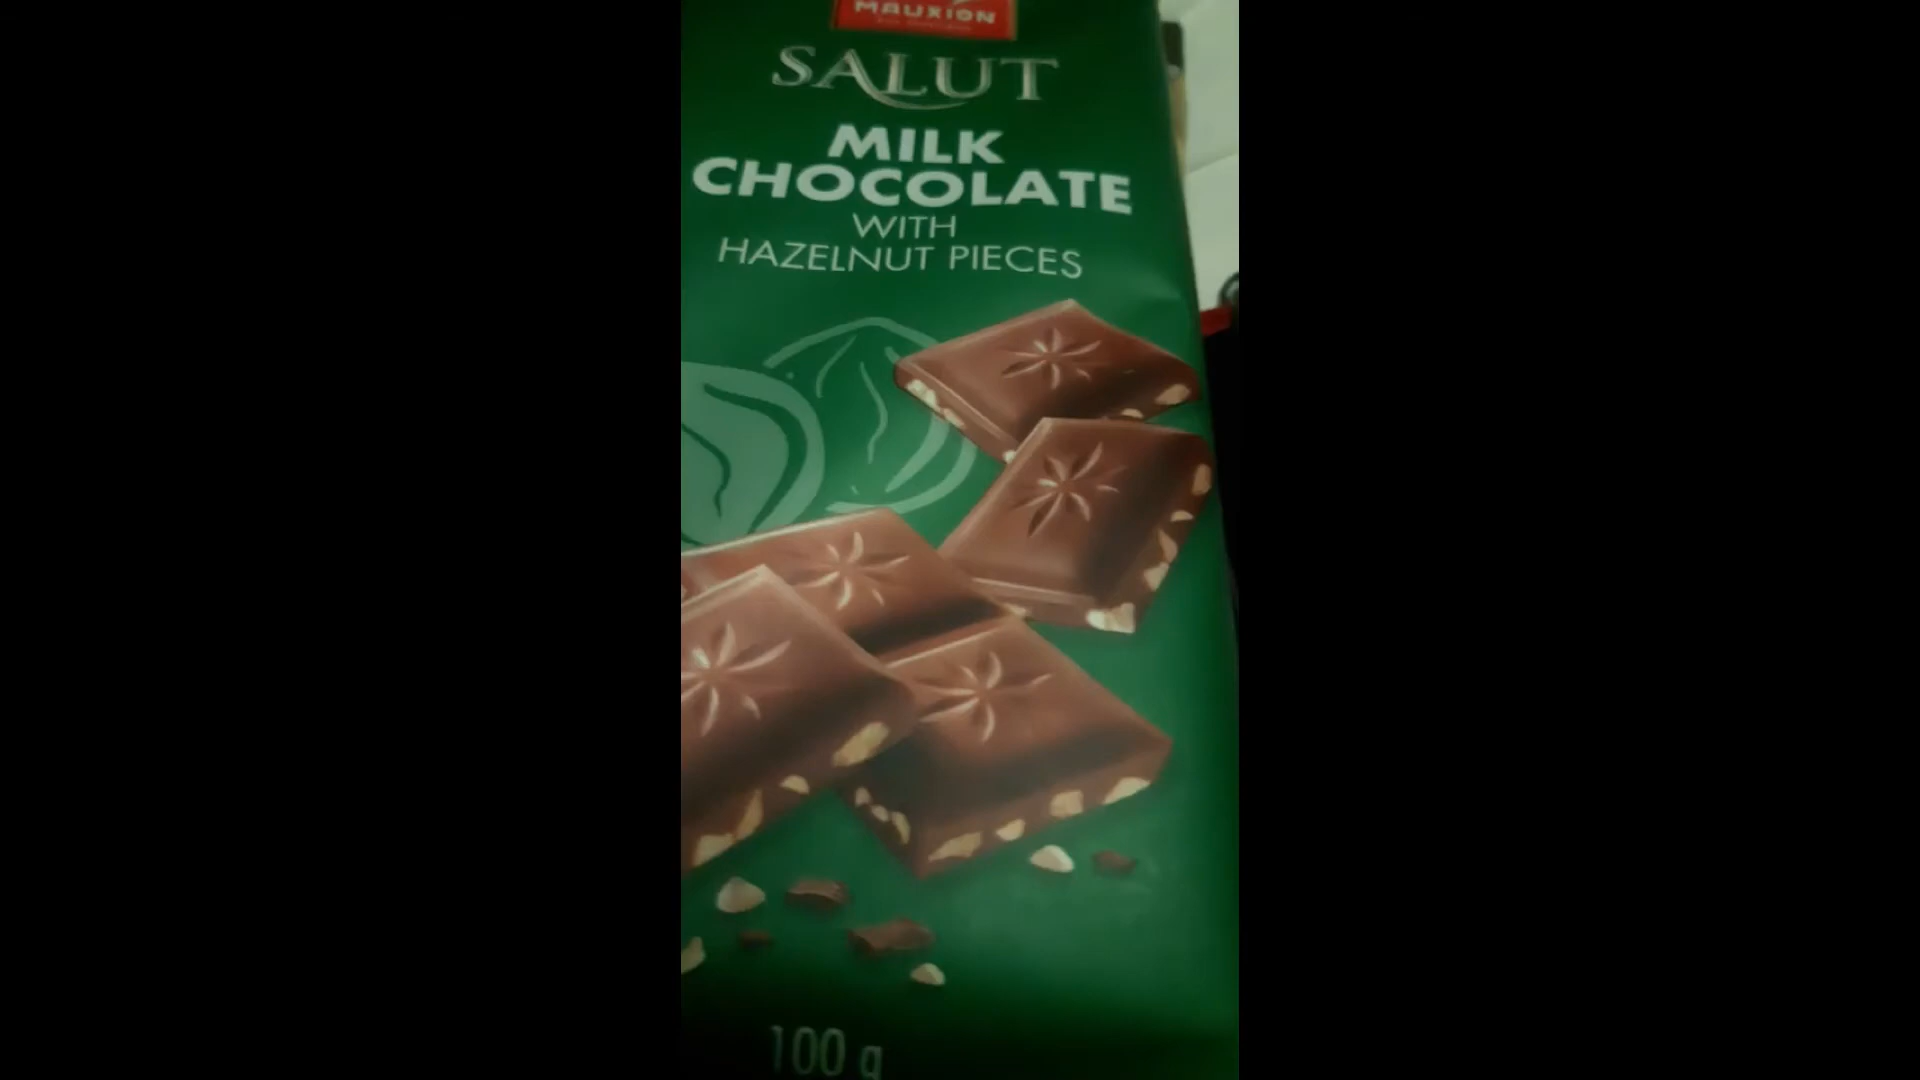 MAUXION
SALUT
MILK
CHOCOLATE
WITH
HAZELNUT PIECES
100 g